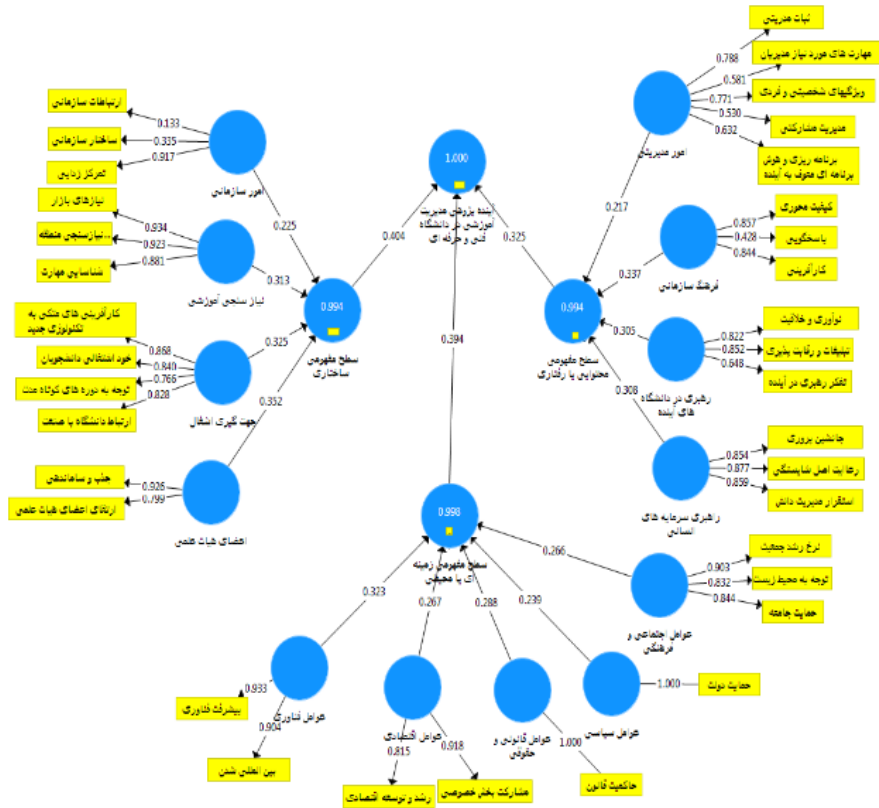 ثبات مدیریتی
0.788
مهارت های مورد نیاز مدیران
0.581
ویژگیهای شخصیتی و فردی
0.771
0.530
مدیریت مشارکتی
0.632
برنامه ریزی و هوش
برنامه ای معطوف به آینده
امور مدیریتی
0.217
ارتباطات سازمانی
0.133
ساختار سازمانی
0.335
0.917
تمرکز زدایی
امور سازمانی
0.225
1.000
آینده پژوهی مدیریت
آموزشی در دانشگاه
فنی و حرفه ای
0.404
0.325
0.394
نیازهای بازار
0.934
نیازسنجی منطقه..
0.923
0.881
شناسایی مهارت
نیاز سنجی آموزشی
0.313
کیفیت محوری
0.857
0.428
پاسخگویی
0.844
کارآفرینی
فرهنگ سازمانی
0.337
0.994
سطح مفهومی
ساختاری
0.994
سطح مفهومی
محتوایی یا رفتاری
کارآفرینی های متکی به
تکنولوژی جدید
0.868
خود اشتغالی دانشجویان
0.840
0.766
توجه به دوره های کوتاه مدت
0.828
ارتباط دانشگاه با صنعت
جهت گیری اشغال
0.325
نوآوری و خلاقیت
0.822
0.852
تبلیغات و رقابت پذیری
0.648
تفکر رهبری در آینده
رهبری در دانشگاه
های آینده
0.305
0.352
0.308
جذب و ساماندهی
0.926
0.799
ارتقای اعضای هیات علمی
اعضای هیات علمی
جانشین پروری
0.854
0.877
رعایت اصل شایستگی
0.859
استقرار مدیریت دانش
راهبری سرمایه های
انسانی
0.998
سطح مفهومی زمینه
ای یا محیطی
0.323
0.267
0.288
0.239
0.266
نرخ رشد جمعیت
0.903
0.832
توجه به محیط زیست
0.844
حمایت جامعه
عوامل اجتماعی و
فرهنگی
0.933
پیشرفت فناوری
0.904
بین المللی شدن
عوامل فناوری
عوامل اقتصادی
0.815
0.918
رشد و توسعه اقتصادی
مشارکت بخش خصوصی
عوامل قانونی و
حقوقی
1.000
حاکمیت قانون
عوامل سیاسی
1.000
حمایت دولت